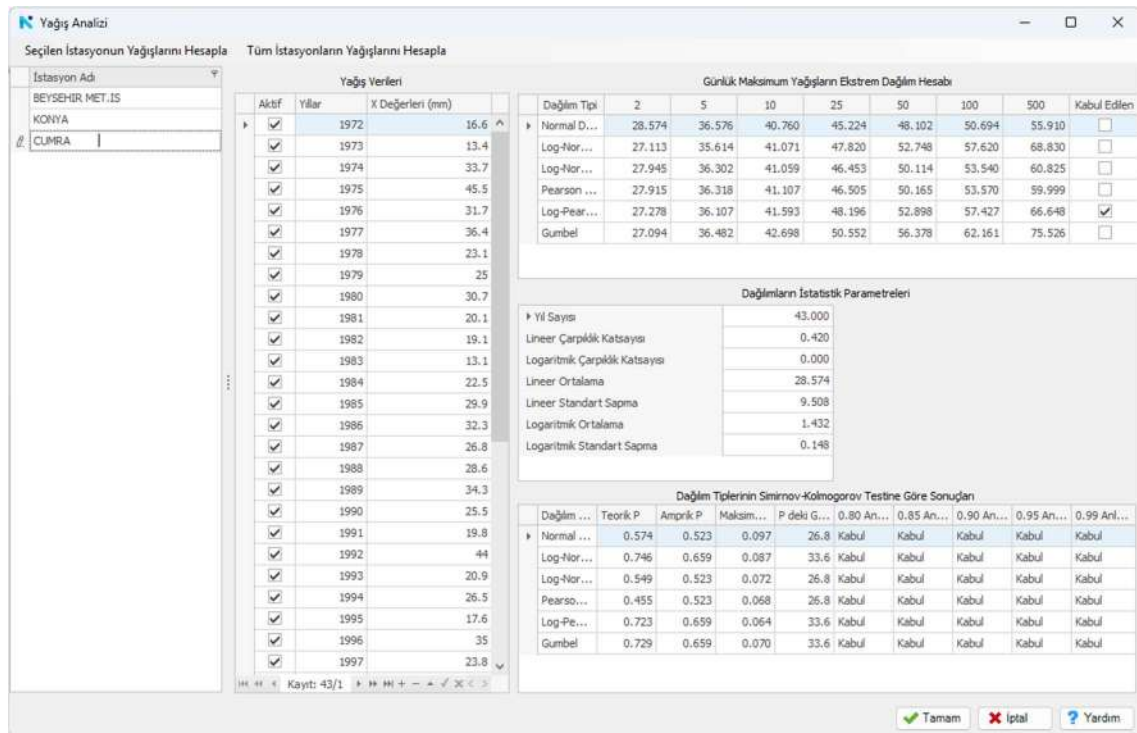 Yağış Analizi
Seçilen İstasyonun Yağışlarını Hesapla Tüm İstasyonların Yağışlarını Hesapla
İstasyon Adı
BEYSEHIR MET.IS
KONYA
CUMRA
Yağış Verileri
Aktif Yıllar X Değerleri (mm)
1972 16.6
1973 13.4
1974 33.7
1975 45.5
1976 31.7
1977 36.4
1978 23.1
1979 25
1980 30.7
1981 20.1
1982 19.1
1983 13.1
1984 22.5
1985 29.9
1986 32.3
1987 26.8
1988 28.6
1989 34.3
1990 25.5
1991 19.8
1992 44
1993 20.9
1994 26.5
1995 17.6
1996 35
1997 23.8
Kayıt: 43/1
Günlük Maksimum Yağışların Ekstrem Dağılım Hesabı
Dağılım Tipi 2 5 10 25 50 100 500 Kabul Edilen
Normal D... 28.574 36.576 40.760 45.224 48.102 50.694 55.910
Log-Nor... 27.113 35.614 41.071 47.820 52.748 57.620 68.830
Log-Nor... 27.945 36.302 41.059 46.453 50.114 53.540 60.825
Pearson ... 27.915 36.318 41.107 46.505 50.165 53.570 59.999
Log-Pear... 27.278 36.107 41.593 48.196 52.898 57.427 66.648
Gumbel 27.094 36.482 42.698 50.552 56.378 62.161 75.526
Dağılımların İstatistik Parametreleri
Yıl Sayısı 43.000
Lineer Çarpıklık Katsayısı 0.420
Logaritmik Çarpıklık Katsayısı 0.000
Lineer Ortalama 28.574
Lineer Standart Sapma 9.508
Logaritmik Ortalama 1.432
Logaritmik Standart Sapma 0.148
Dağılım Tiplerinin Simirnov-Kolmogorov Testine Göre Sonuçları
Dağılım ... Teorik P Amprik P Maksim... P deki G... 0.80 An... 0.85 An... 0.90 An... 0.95 An... 0.99 Anl...
Normal ... 0.574 0.523 0.097 26.8 Kabul Kabul Kabul Kabul Kabul
Log-Nor... 0.746 0.659 0.087 33.6 Kabul Kabul Kabul Kabul Kabul
Log-Nor... 0.549 0.523 0.072 26.8 Kabul Kabul Kabul Kabul Kabul
Pearso... 0.455 0.523 0.068 26.8 Kabul Kabul Kabul Kabul Kabul
Log-Pe... 0.723 0.659 0.064 33.6 Kabul Kabul Kabul Kabul Kabul
Gumbel 0.729 0.659 0.070 33.6 Kabul Kabul Kabul Kabul Kabul
Tamam İptal Yardım